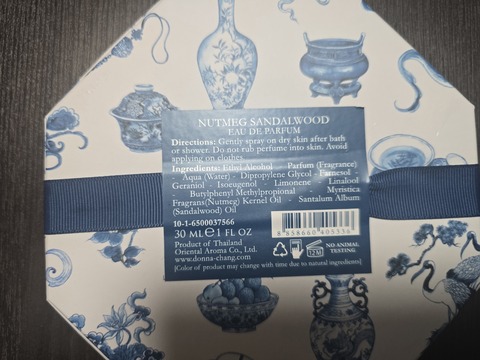 NUTMEG SANDALWOOD
EAU DE PARFUM
Directions: Gently spray on dry skin after bath
or shower. Do not rub perfume into skin. Avoid
applying on clothes.
Ingredients: Ethyl Alcohol - Parfum (Fragrance)
Aqua (Water) - Dipropylene Glycol - Farnesol -
Geraniol - Isoeugenol - Limonene - Linalool
Butylphenyl Methylpropional - Myristica
Fragrans(Nutmeg) Kernel Oil - Santalum Album
(Sandalwood) Oil
10-1-6500037566
30 ML℮1 FL OZ
Product of Thailand
Oriental Aroma Co., Ltd.
www.donna-chang.com
8 858660 405336
12M
NO ANIMAL
TESTING
[Color of product may change with time due to natural ingredients]